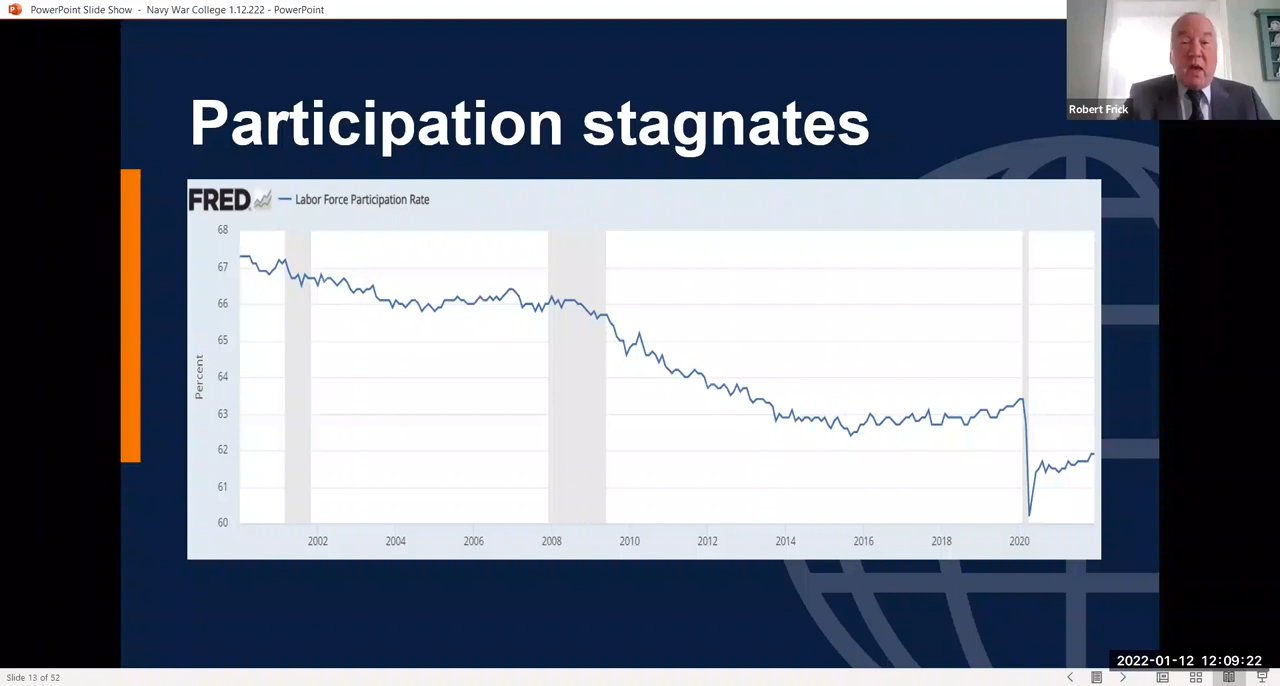 PowerPoint Slide Show - Navy War College 1.12.222 - PowerPoint
Robert Frick
Participation stagnates
FRED — Labor Force Participation Rate
68
67
66
65
64
63
62
61
60
Percent
2002 2004 2006 2008 2010 2012 2014 2016 2018 2020
2022-01-12 12:09:22
Slide 13 of 52